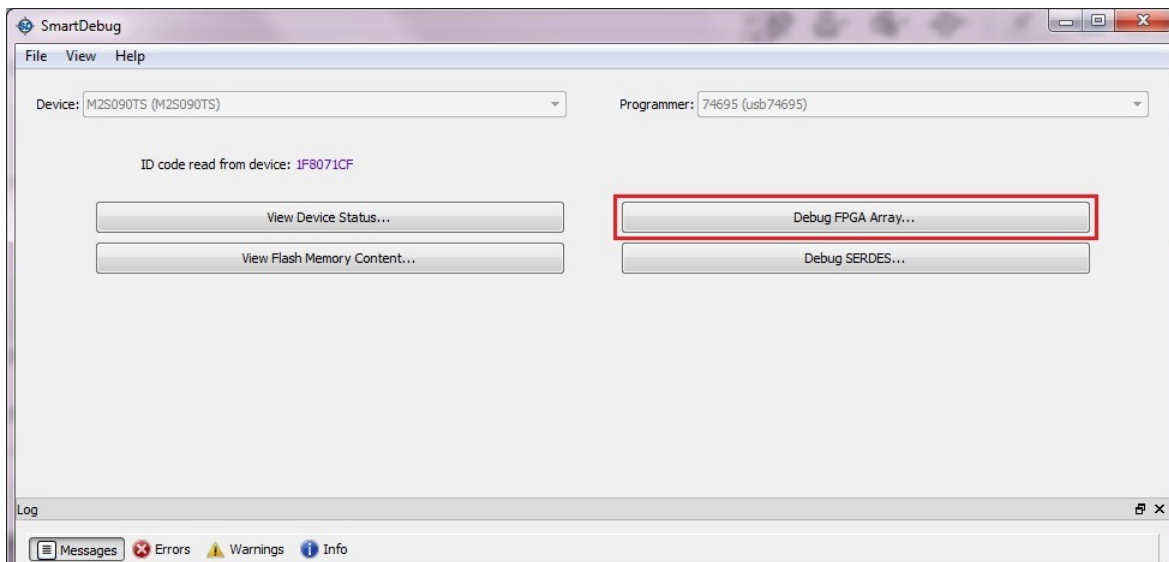 SmartDebug
File View Help
Device: M2S090TS (M2S090TS) Programmer: 74695 (usb74695)
ID code read from device: 1F8071CF
View Device Status... Debug FPGA Array...
View Flash Memory Content... Debug SERDES...
Log
Messages Errors Warnings Info